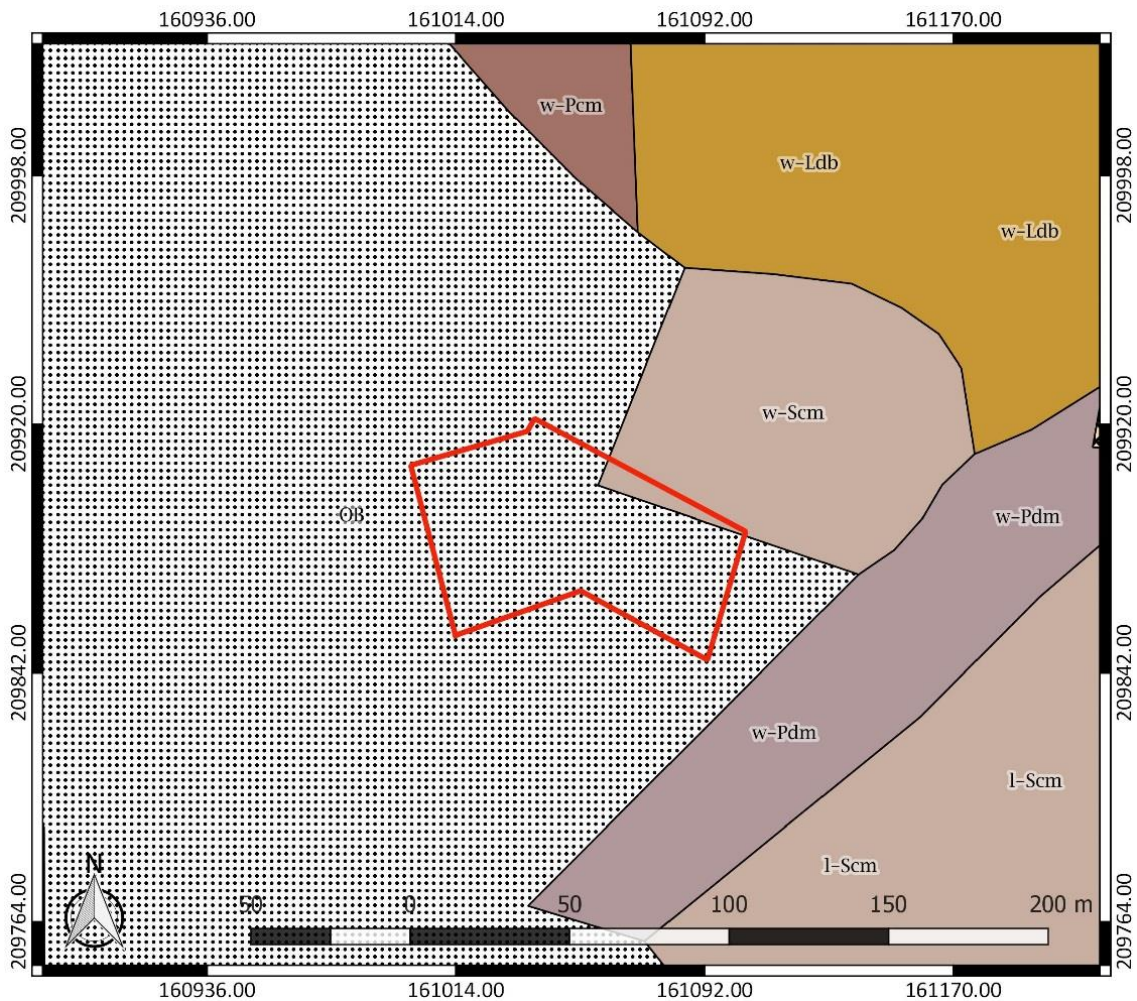 160936.00 161014.00 161092.00 161170.00
w-Pcm
w-Ldb
209998.00 209998.00
w-Ldb
w-Scm
209920.00 209920.00
OB
w-Pdm
209842.00 209842.00
w-Pdm
l-Scm
l-Scm
N
50 0 50 100 150 200 m
209764.00 209764.00
160936.00 161014.00 161092.00 161170.00